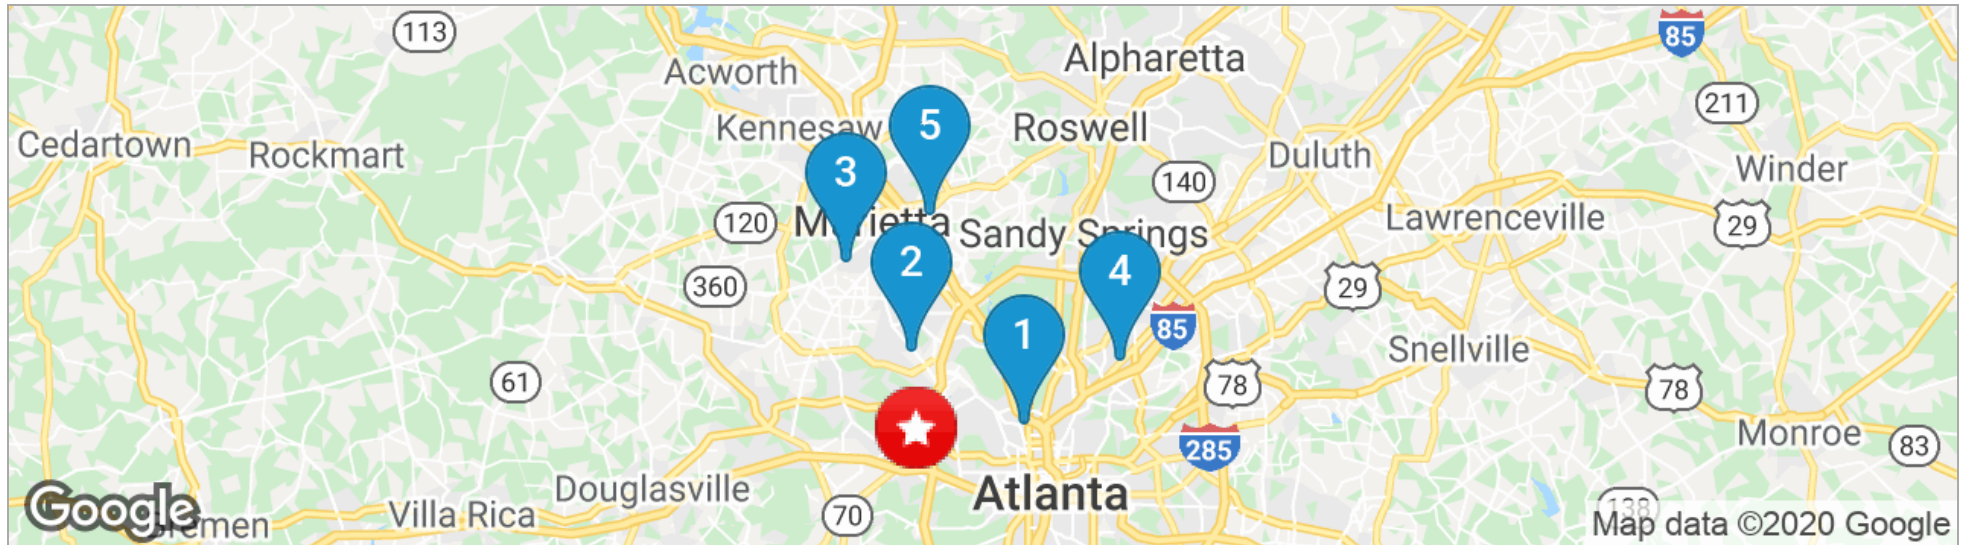 113
85
Alpharetta
Acworth
211
Kennesaw
5
Roswell
Cedartown
Rockmart
Duluth
Winder
3
140
120
Marietta
Sandy Springs
Lawrenceville
29
2
4
360
29
1
85
Snellville
61
78
78
Monroe
83
285
Douglasville
Atlanta
Villa Rica
70
138
Google
Bremen
Map data ©2020 Google